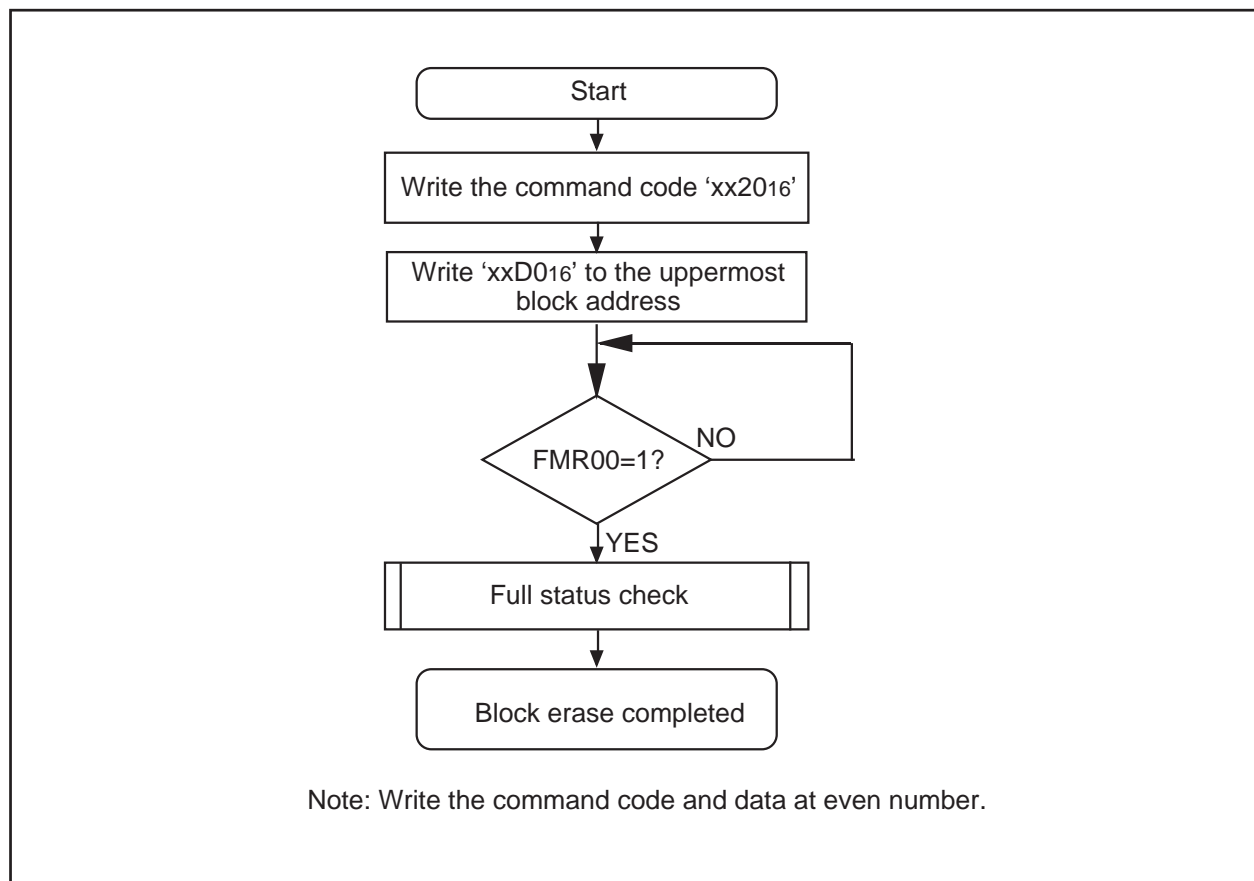 Start
Write the command code ‘xx2016’
Write ‘xxD016’ to the uppermost
block address
NO
FMR00=1?
YES
Full status check
Block erase completed
Note: Write the command code and data at even number.